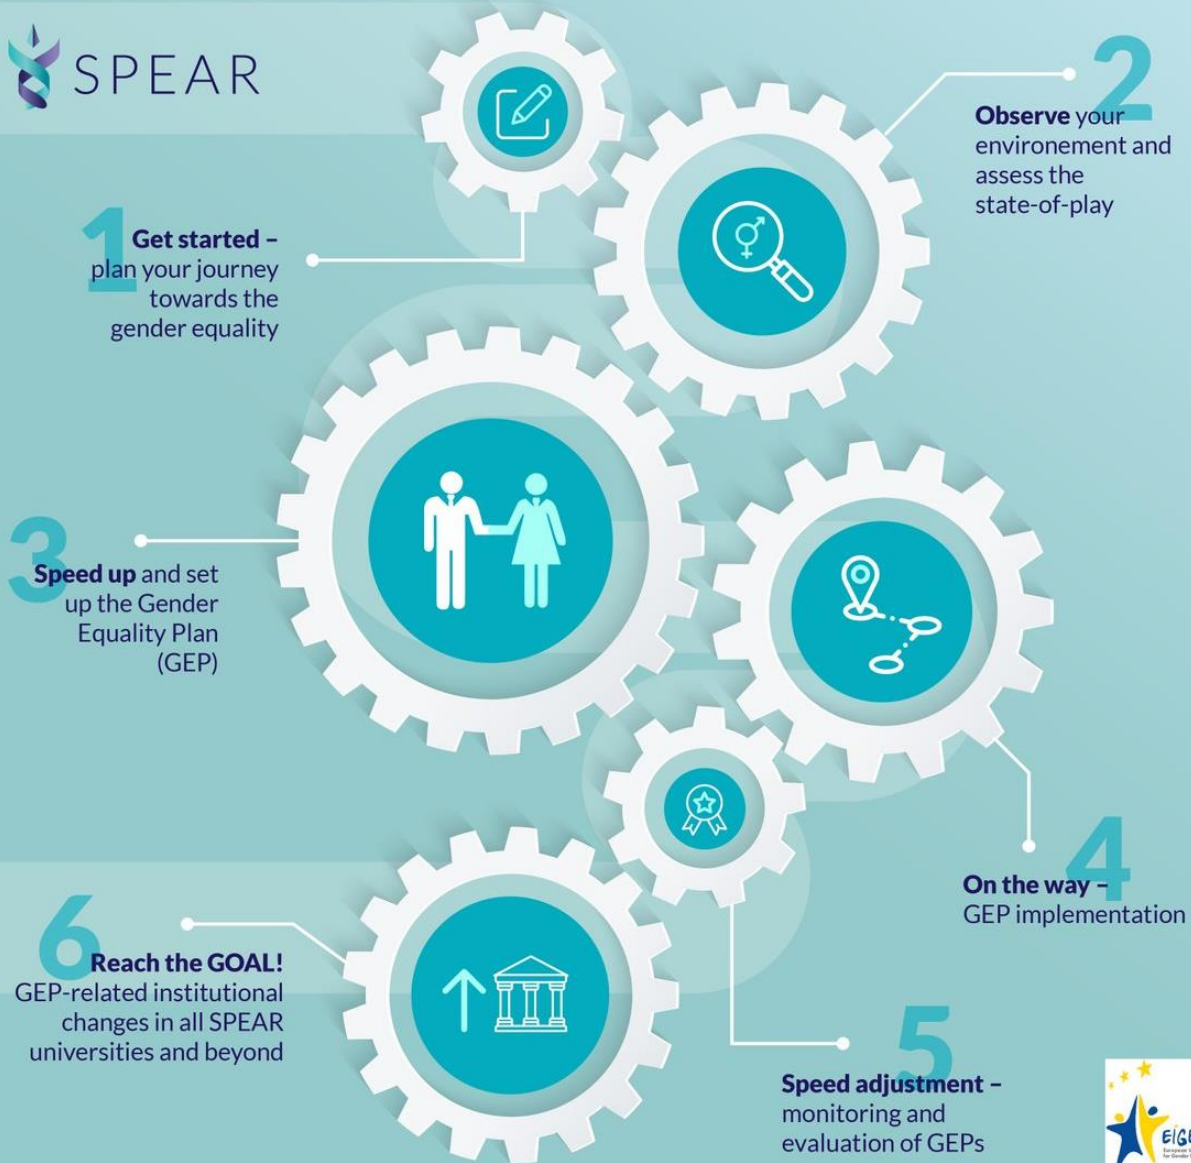 SPEAR
1
Get started –
plan your journey
towards the
gender equality
2
Observe your
environement and
assess the
state-of-play
3
Speed up and set
up the Gender
Equality Plan
(GEP)
4
On the way –
GEP implementation
5
Speed adjustment –
monitoring and
evaluation of GEPs
6
Reach the GOAL!
GEP-related institutional
changes in all SPEAR
universities and beyond